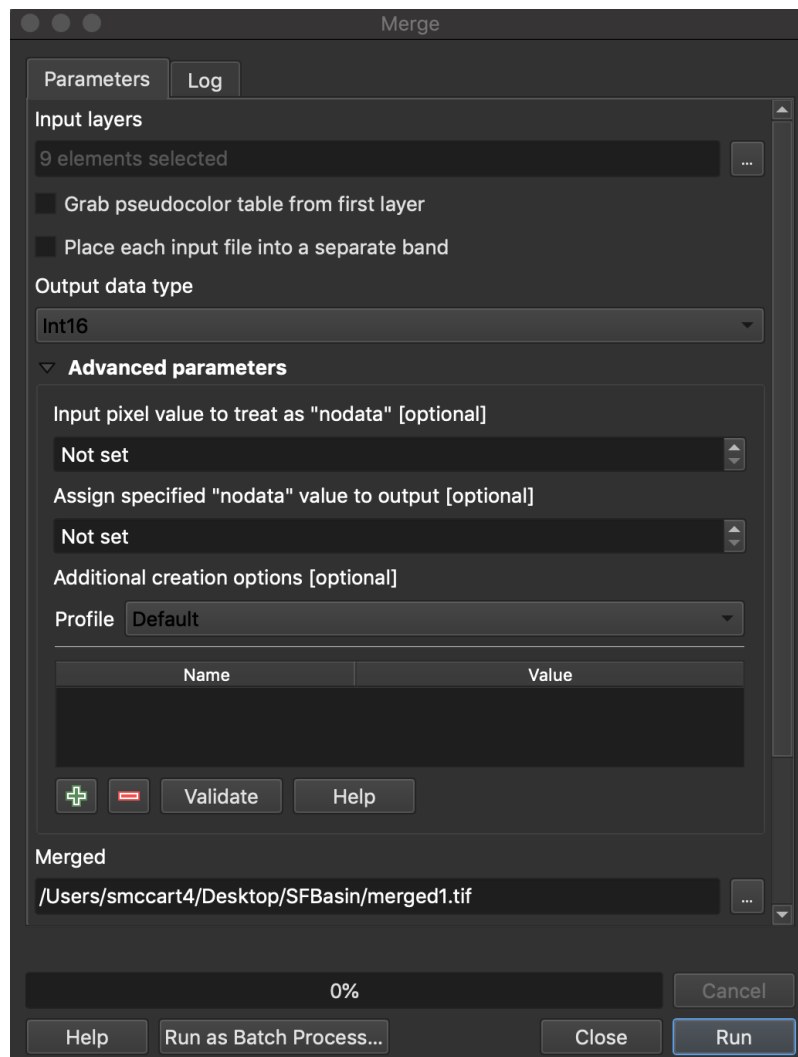 Merge
Parameters Log
Input layers
9 elements selected ...
Grab pseudocolor table from first layer
Place each input file into a separate band
Output data type
Int16
Advanced parameters
Input pixel value to treat as "nodata" [optional]
Not set
Assign specified "nodata" value to output [optional]
Not set
Additional creation options [optional]
Profile Default
Name Value
Validate Help
Merged
/Users/smccart4/Desktop/SFBasin/merged1.tif ...
0% Cancel
Help Run as Batch Process... Close Run